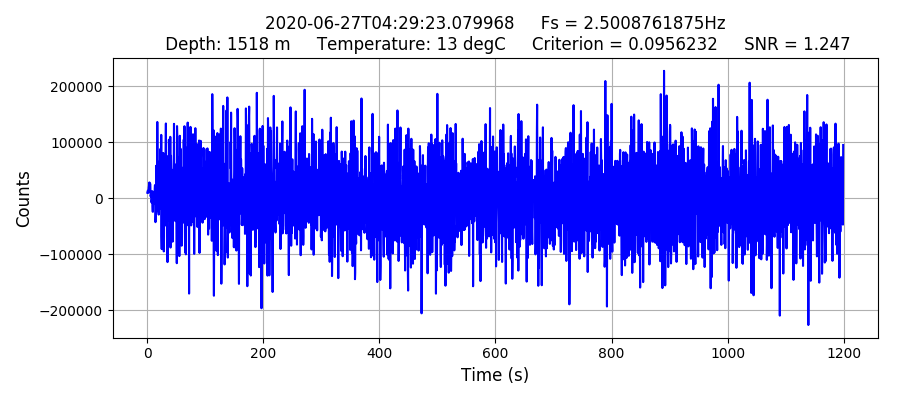 2020-06-27T04:29:23.079968     Fs = 2.5008761875Hz
Depth: 1518 m     Temperature: 13 degC     Criterion = 0.0956232     SNR = 1.247
200000
100000
0
−100000
−200000
Counts
0 200 400 600 800 1000 1200
Time (s)